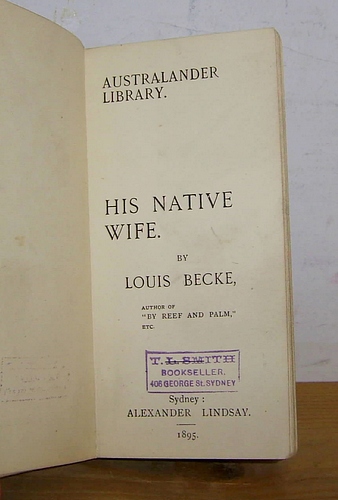 AUSTRALANDER
LIBRARY.
HIS NATIVE
WIFE.
BY
LOUIS BECKE,
AUTHOR OF
"BY REEF AND PALM,"
ETC.
T. L. SMITH
BOOKSELLER.
408 GEORGE St. SYDNEY
Sydney:
ALEXANDER LINDSAY.
1895.